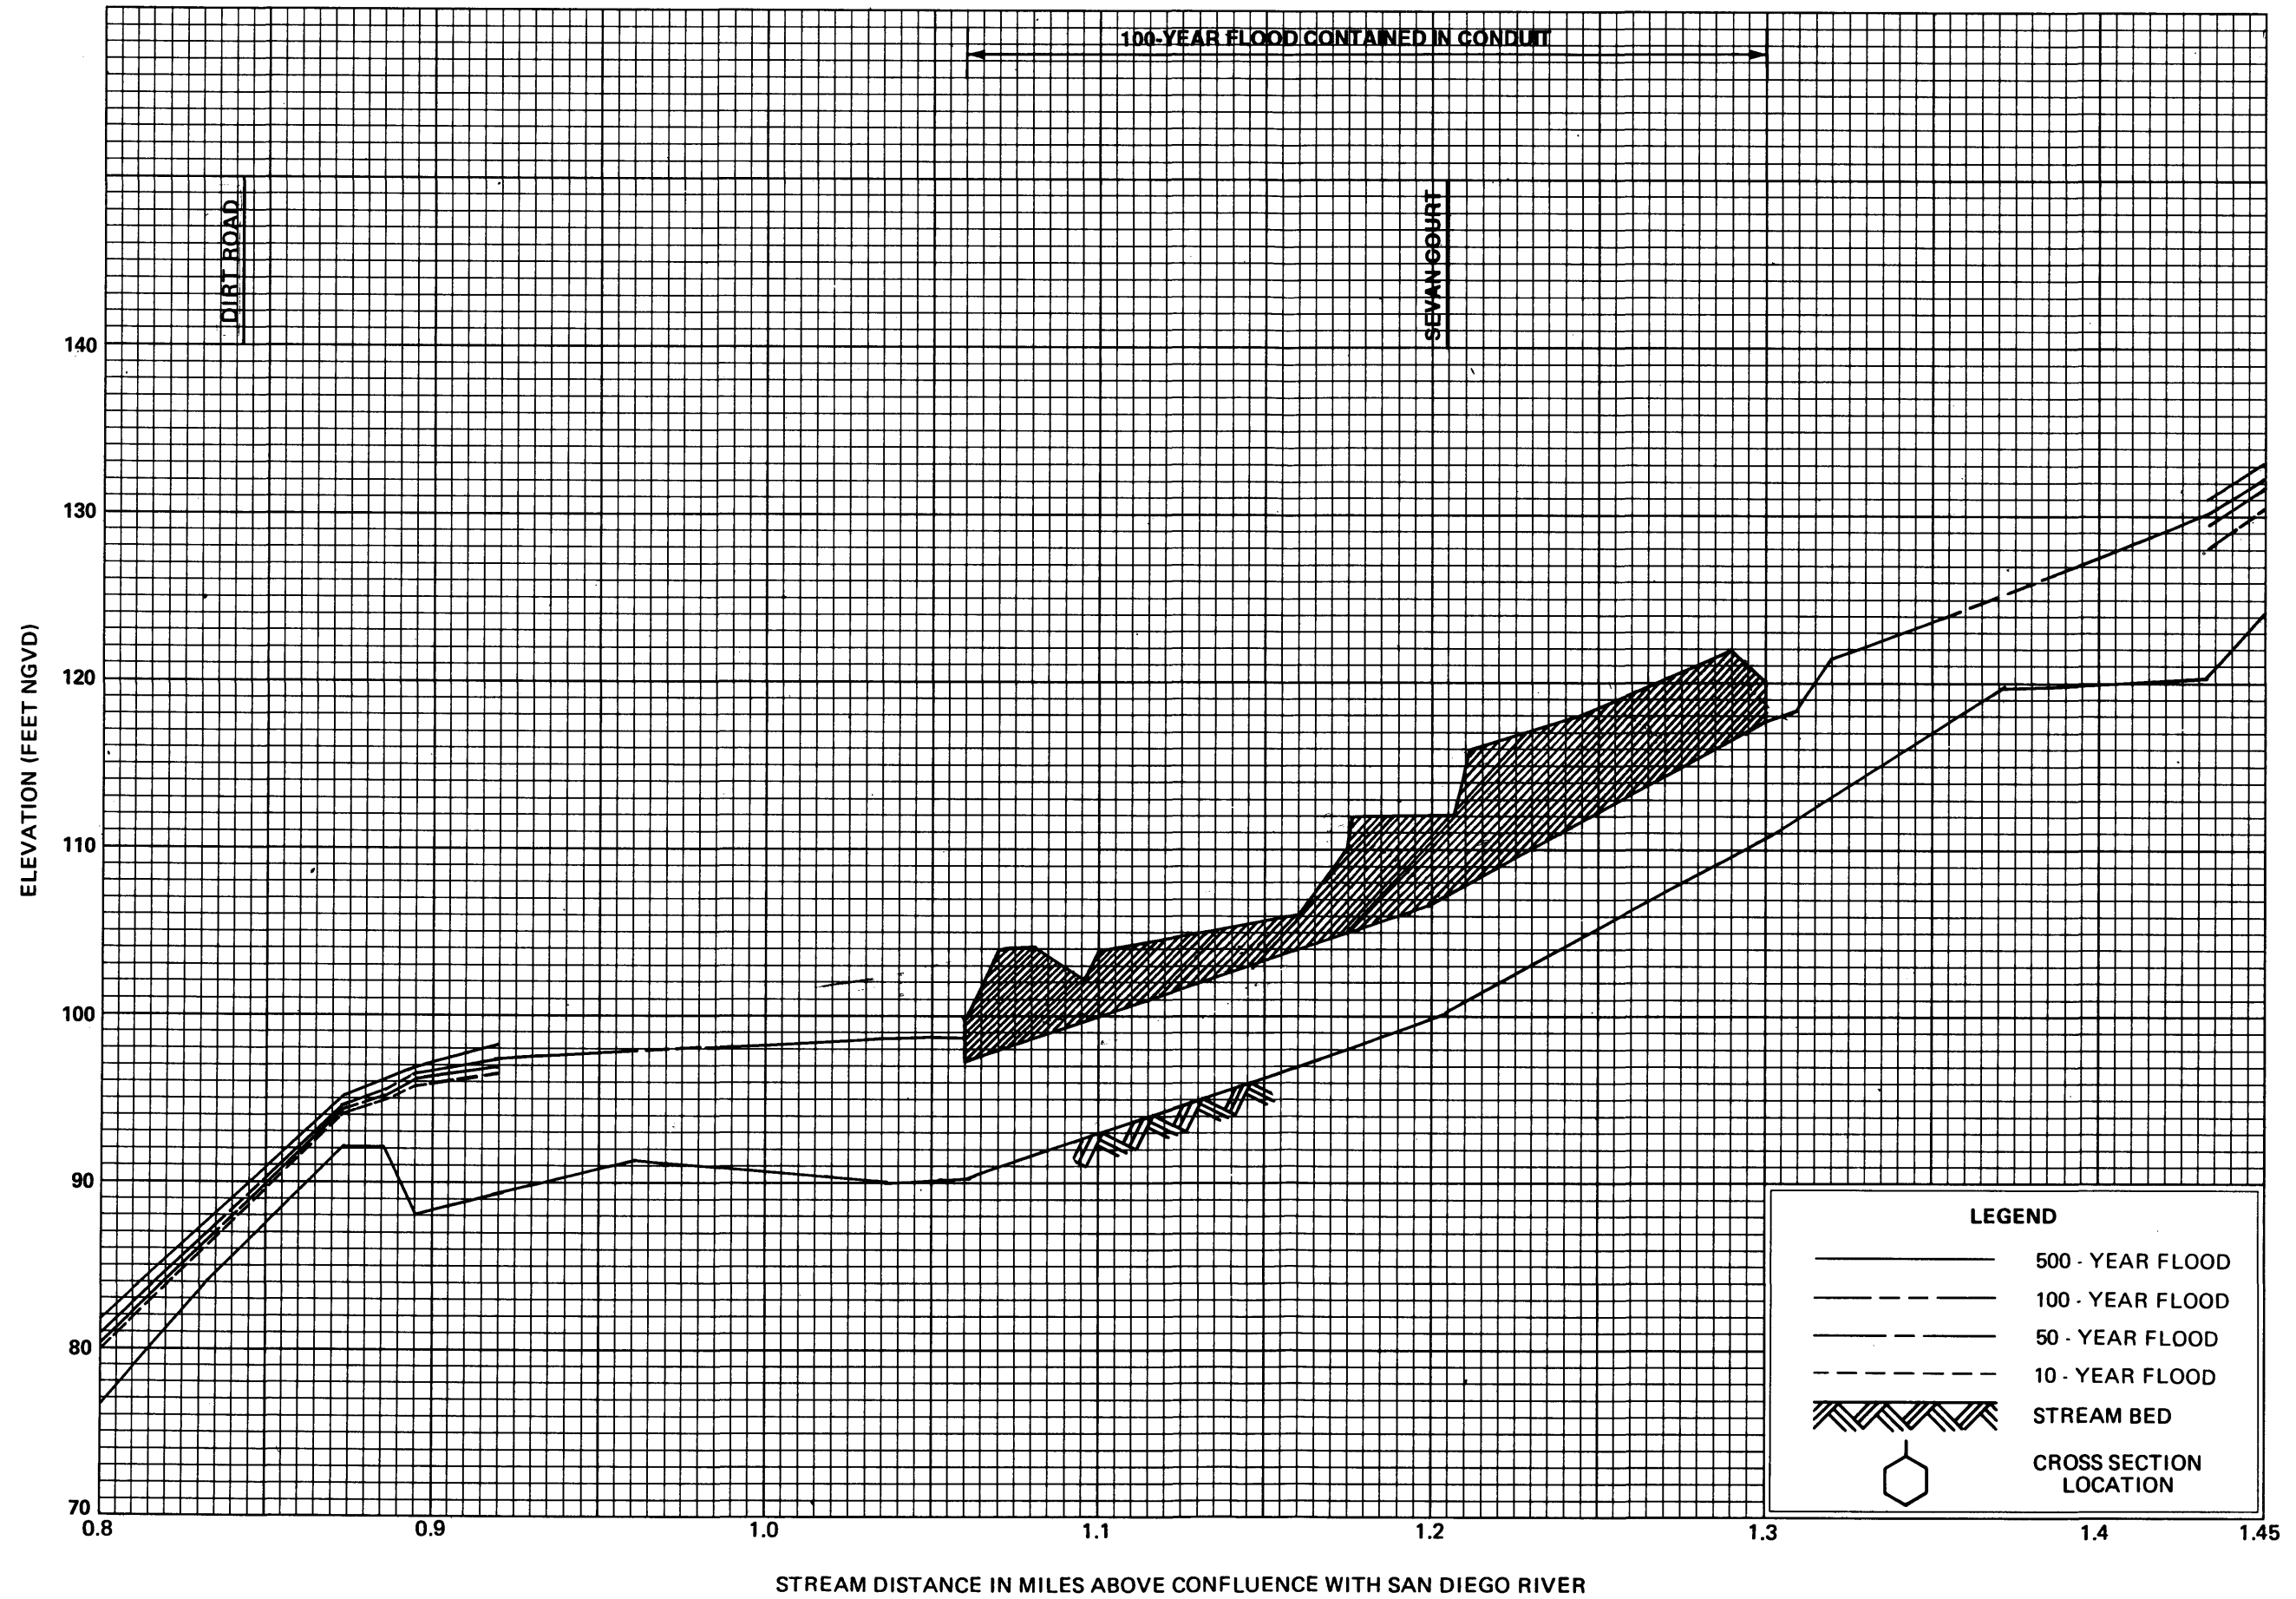 100-YEAR FLOOD CONTAINED IN CONDUIT
DIRT ROAD
SEVAN COURT
ELEVATION (FEET NGVD)
140
130
120
110
100
90
80
70
0.8
0.9
1.0
1.1
1.2
1.3
1.4
1.45
STREAM DISTANCE IN MILES ABOVE CONFLUENCE WITH SAN DIEGO RIVER
LEGEND
500 - YEAR FLOOD
100 - YEAR FLOOD
50 - YEAR FLOOD
10 - YEAR FLOOD
STREAM BED
CROSS SECTION
LOCATION